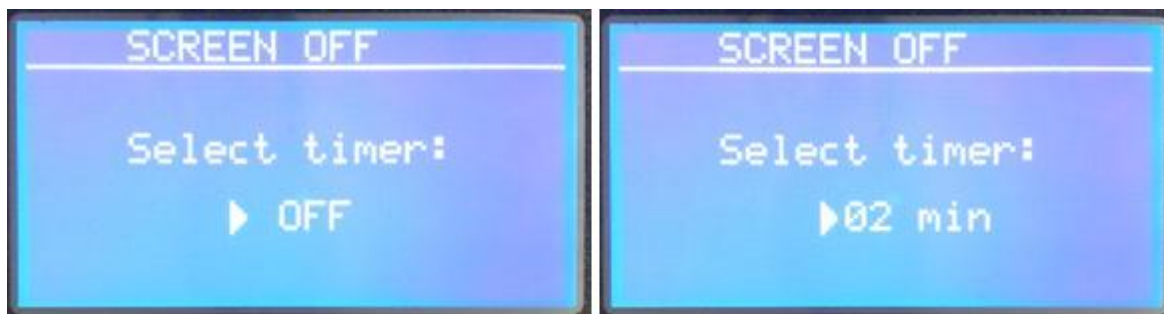 SCREEN OFF
Select timer:
OFF
SCREEN OFF
Select timer:
02 min